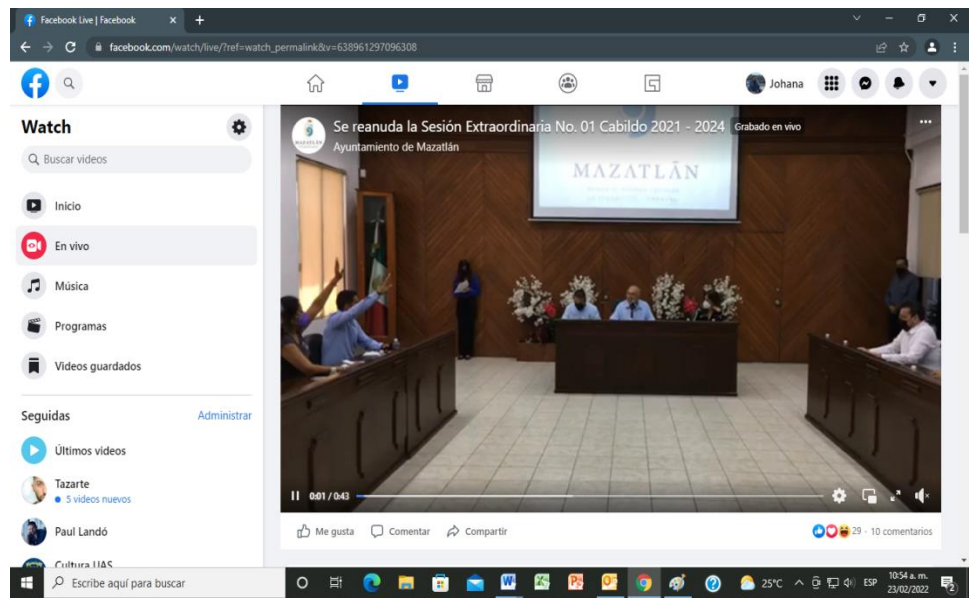 Facebook Live | Facebook
facebook.com/watch/live/?ref=watch_permalink&v=638961297096308
Johana
Watch
Buscar videos
Inicio
En vivo
Música
Programas
Videos guardados
Seguidas
Administrar
Últimos videos
Tazarte
5 videos nuevos
Paul Landó
Cultura UAS
Se reanuda la Sesión Extraordinaria No. 01 Cabildo 2021 - 2024 Grabado en vivo
Ayuntamiento de Mazatlán
MAZATLÁN
0:01 / 0:43
Me gusta Comentar Compartir
29 · 10 comentarios
Escribe aquí para buscar
25°C
ESP
10:54 a. m.
23/02/2022
2